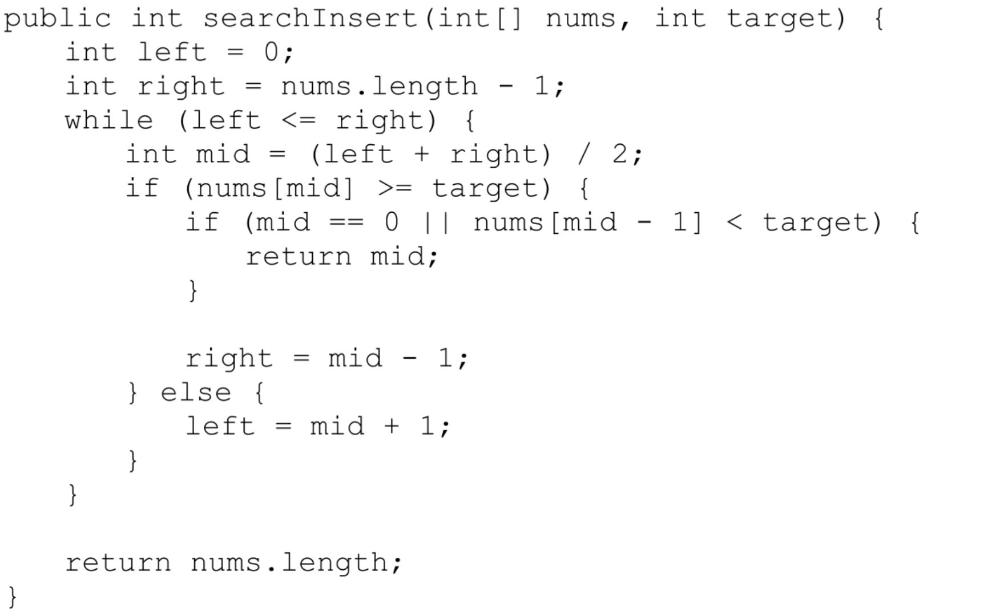 public int searchInsert(int[] nums, int target) {
    int left = 0;
    int right = nums.length - 1;
    while (left <= right) {
        int mid = (left + right) / 2;
        if (nums[mid] >= target) {
            if (mid == 0 || nums[mid - 1] < target) {
                return mid;
            }

            right = mid - 1;
        } else {
            left = mid + 1;
        }
    }

    return nums.length;
}